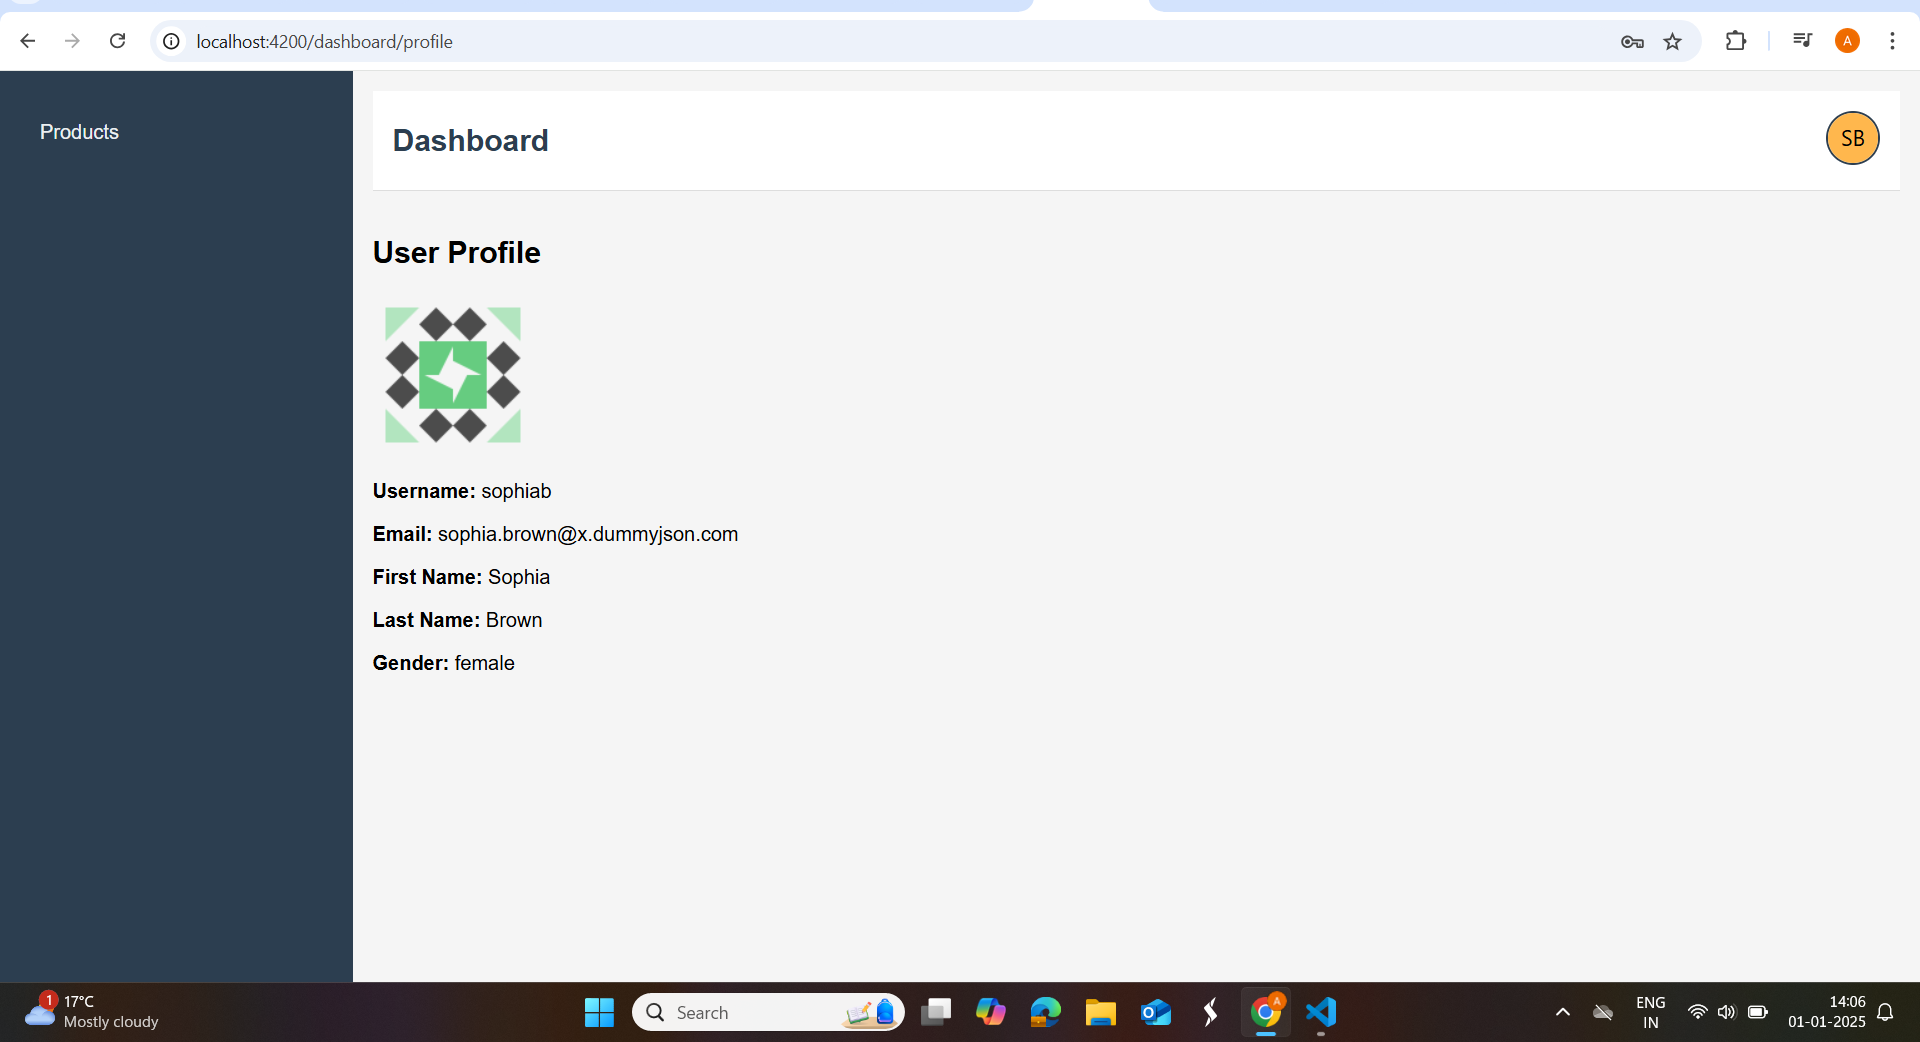 localhost:4200/dashboard/profile
A
Products
Dashboard
SB
User Profile
Username: sophiab
Email: sophia.brown@x.dummyjson.com
First Name: Sophia
Last Name: Brown
Gender: female
1
17°C
Mostly cloudy
Search
A
ENG
IN
14:06
01-01-2025